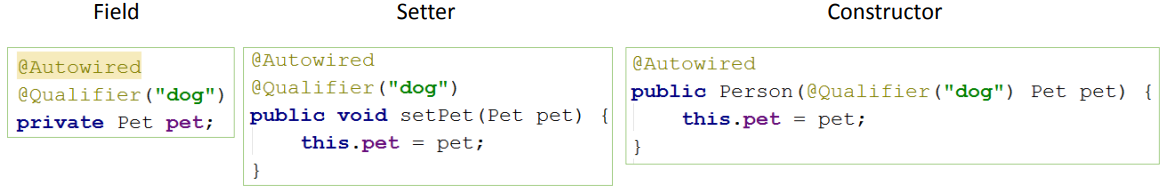 Field
@Autowired
@Qualifier("dog")
private Pet pet;
Setter
@Autowired
@Qualifier("dog")
public void setPet(Pet pet) {
    this.pet = pet;
}
Constructor
@Autowired
public Person(@Qualifier("dog") Pet pet) {
    this.pet = pet;
}